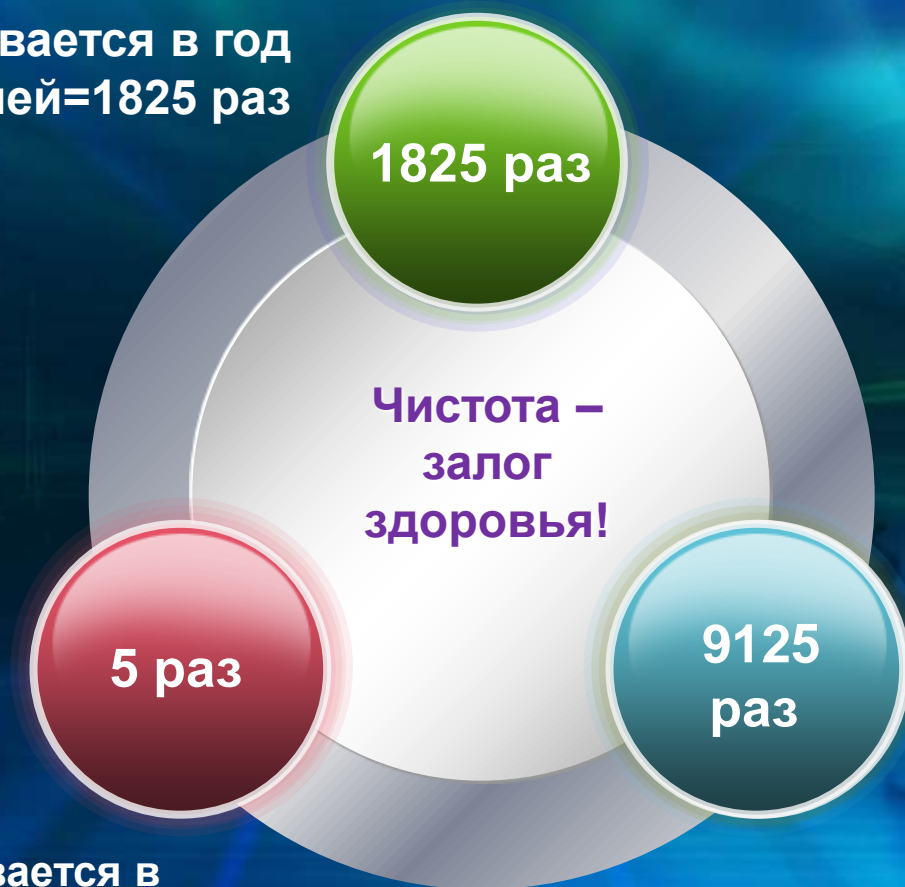 вается в год
ней=1825 раз
1825 раз
Чистота –
залог
здоровья!
5 раз
9125
раз
вается в